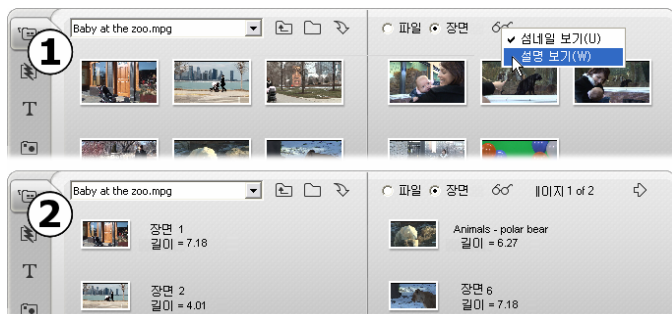 1
Baby at the zoo.mpg
파일 장면
✓ 섬네일 보기(U)
설명 보기(W)
T
2
Baby at the zoo.mpg
파일 장면
1 of 2
장면 1
길이 = 7.18
Animals - polar bear
길이 = 6.27
T
장면 2
길이 = 4.01
장면 6
길이 = 7.18